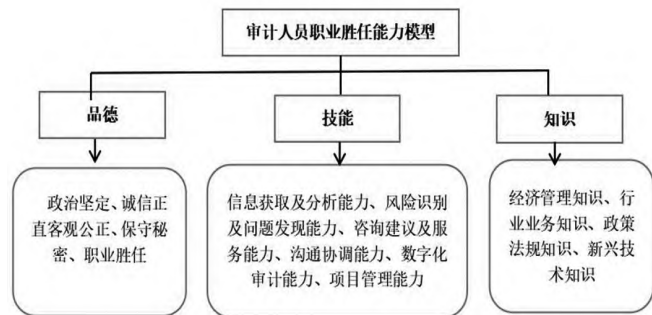 审计人员职业胜任能力模型
品德
技能
知识
政治坚定、诚信正
直客观公正、保守秘
密、职业胜任
信息获取及分析能力、风险识别
及问题发现能力、咨询建议及服
务能力、沟通协调能力、数字化
审计能力、项目管理能力
经济管理知识、行
业业务知识、政策
法规知识、新兴技
术知识